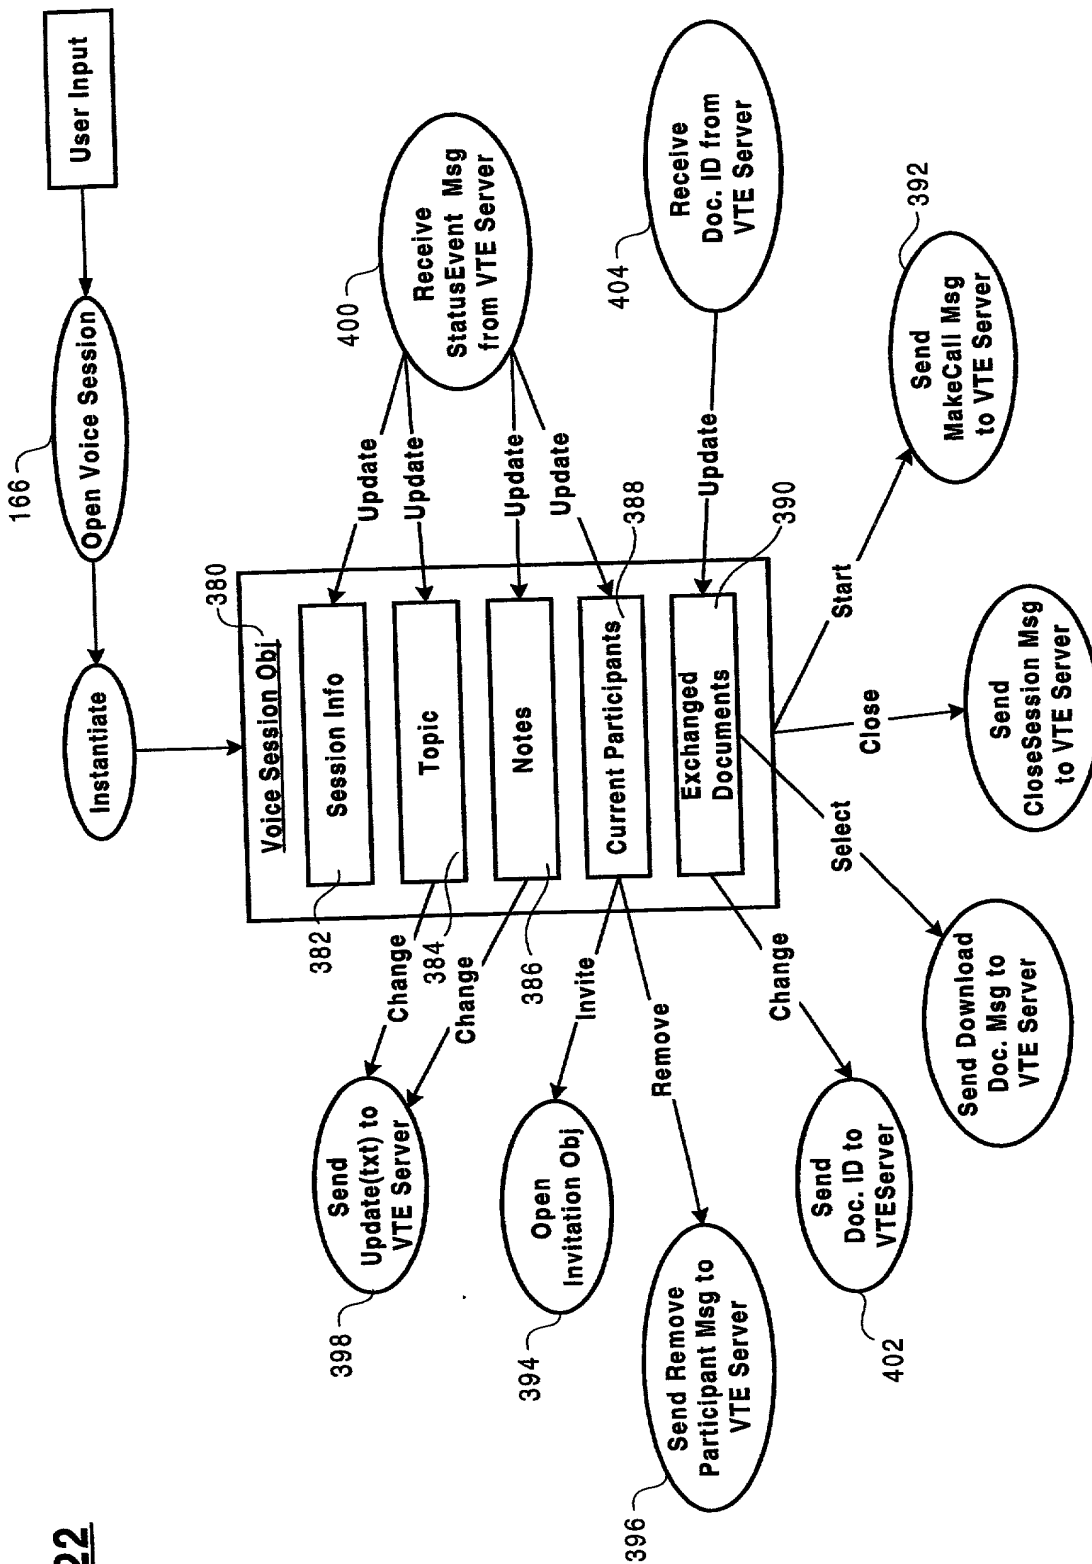 User Input
166
Open Voice Session
Instantiate
380
Voice Session Obj
382
Session Info
384
Topic
386
Notes
388
Current Participants
390
Exchanged
Documents
Update
Update
Update
Update
400
Receive
StatusEvent Msg
from VTE Server
Update
404
Receive
Doc. ID from
VTE Server
Change
Change
398
Send
Update(txt) to
VTE Server
Invite
394
Open
Invitation Obj
Remove
396
Send Remove
Participant Msg to
VTE Server
Change
402
Send
Doc. ID to
VTEServer
Select
Send Download
Doc. Msg to
VTE Server
Close
Send
CloseSession Msg
to VTE Server
Start
392
Send
MakeCall Msg
to VTE Server
22